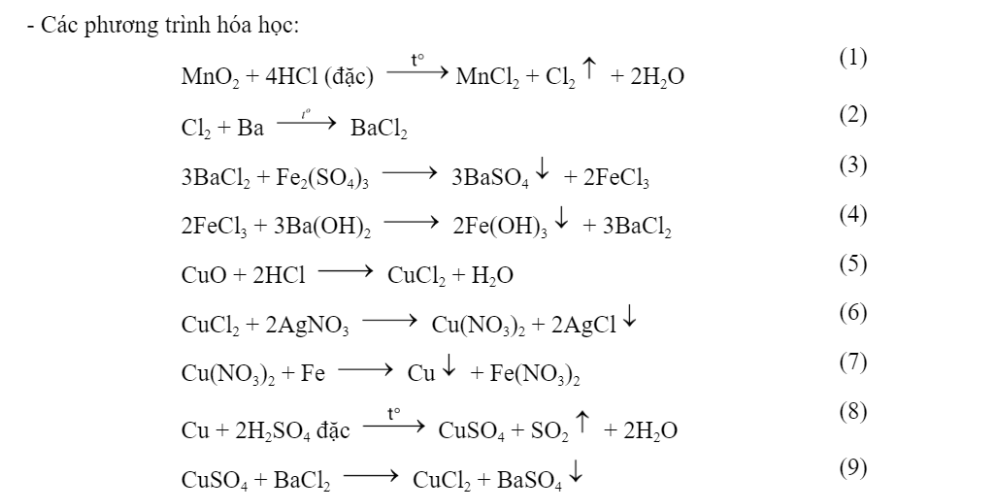 - Các phương trình hóa học:
MnO₂ + 4HCl (đặc) →(t°) MnCl₂ + Cl₂ ↑ + 2H₂O (1)
Cl₂ + Ba →(t°) BaCl₂ (2)
3BaCl₂ + Fe₂(SO₄)₃ → 3BaSO₄ ↓ + 2FeCl₃ (3)
2FeCl₃ + 3Ba(OH)₂ → 2Fe(OH)₃ ↓ + 3BaCl₂ (4)
CuO + 2HCl → CuCl₂ + H₂O (5)
CuCl₂ + 2AgNO₃ → Cu(NO₃)₂ + 2AgCl ↓ (6)
Cu(NO₃)₂ + Fe → Cu ↓ + Fe(NO₃)₂ (7)
Cu + 2H₂SO₄ đặc →(t°) CuSO₄ + SO₂ ↑ + 2H₂O (8)
CuSO₄ + BaCl₂ → CuCl₂ + BaSO₄ ↓ (9)